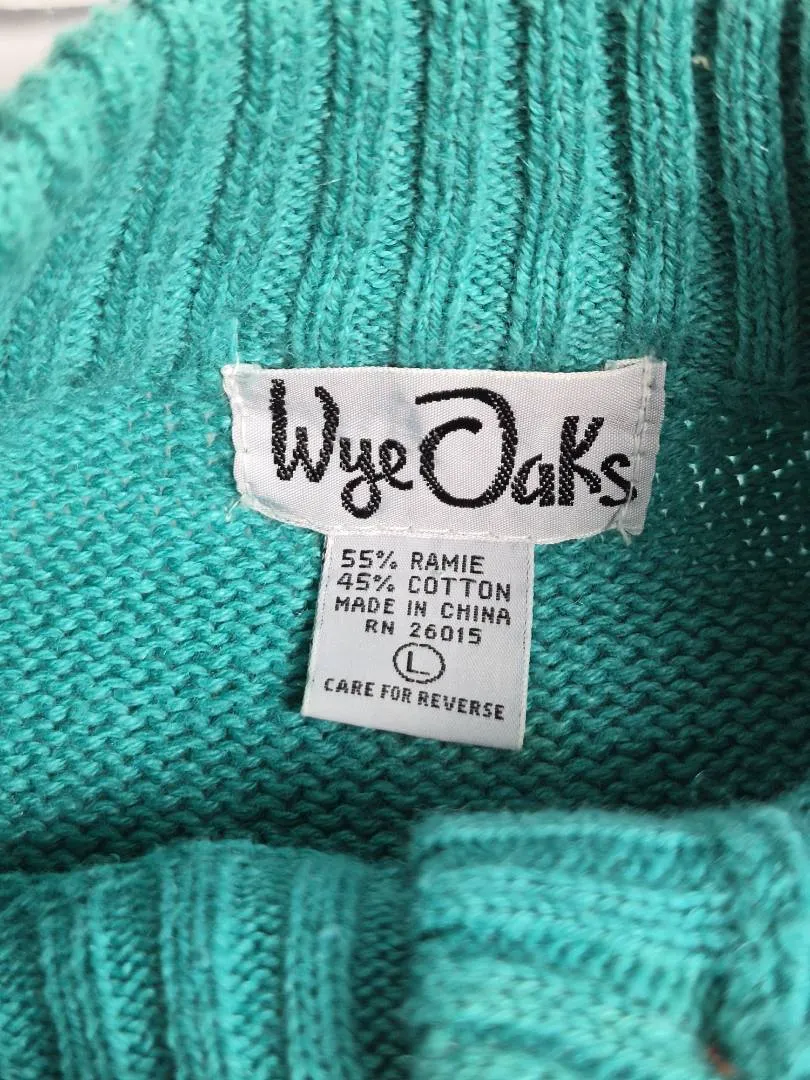 Wye Oaks
55% RAMIE
45% COTTON
MADE IN CHINA
RN 26015
L
CARE FOR REVERSE